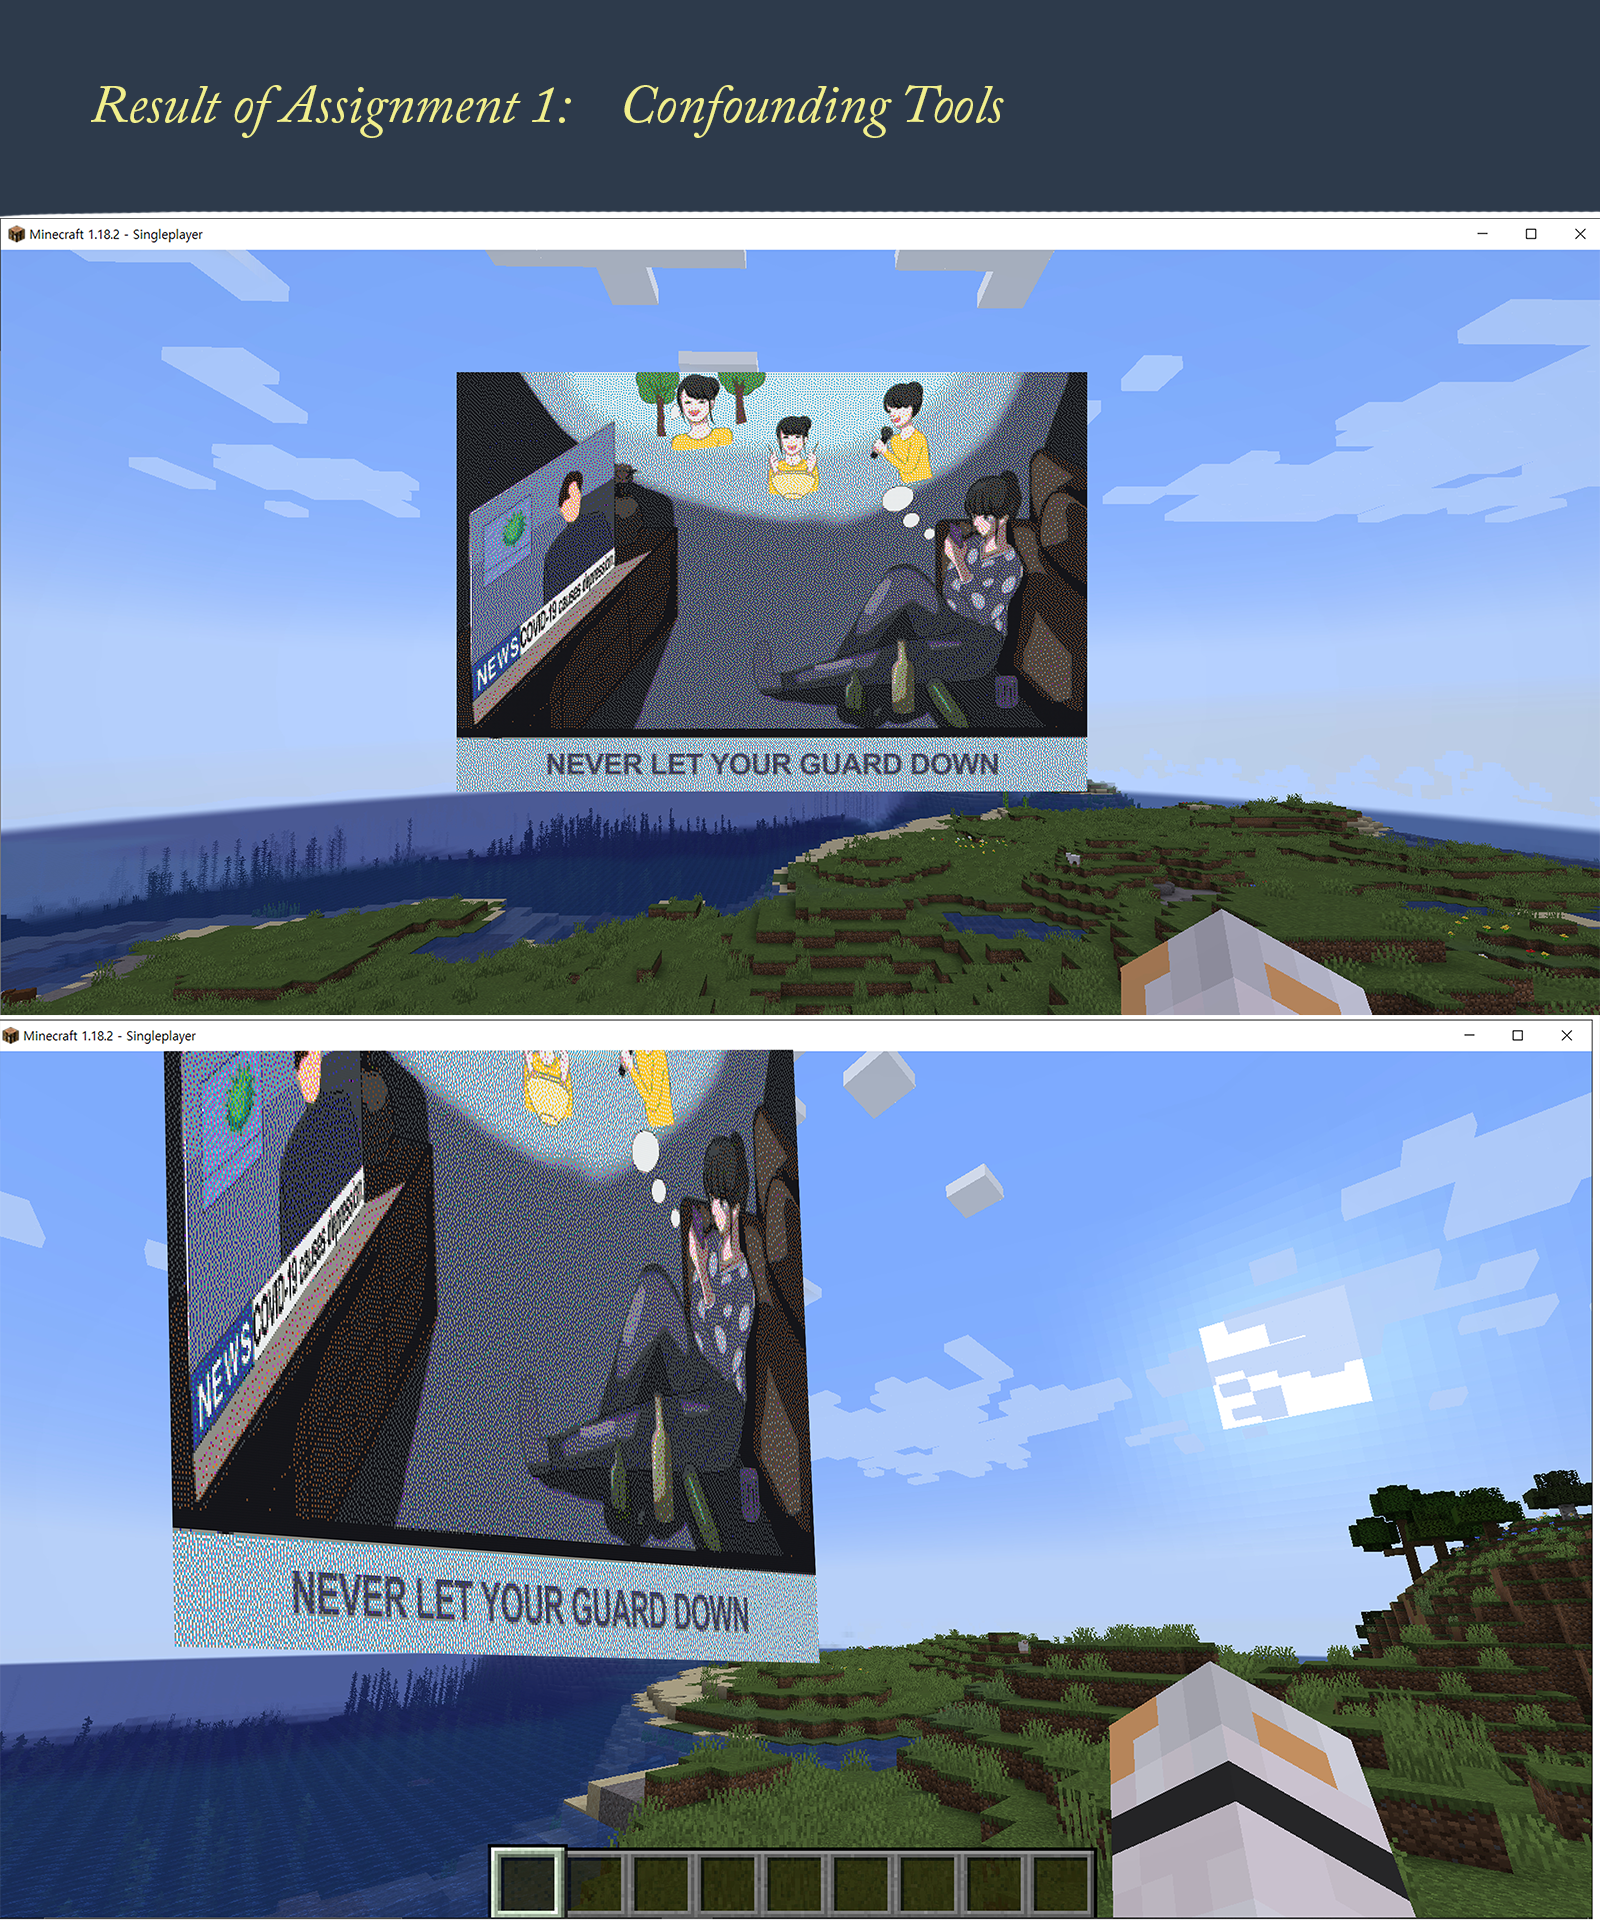 Result of Assignment 1: Confounding Tools
Minecraft 1.18.2 - Singleplayer
NEWS COVID-19 causes depression
NEVER LET YOUR GUARD DOWN
Minecraft 1.18.2 - Singleplayer
NEWS COVID-19 causes depression
NEVER LET YOUR GUARD DOWN